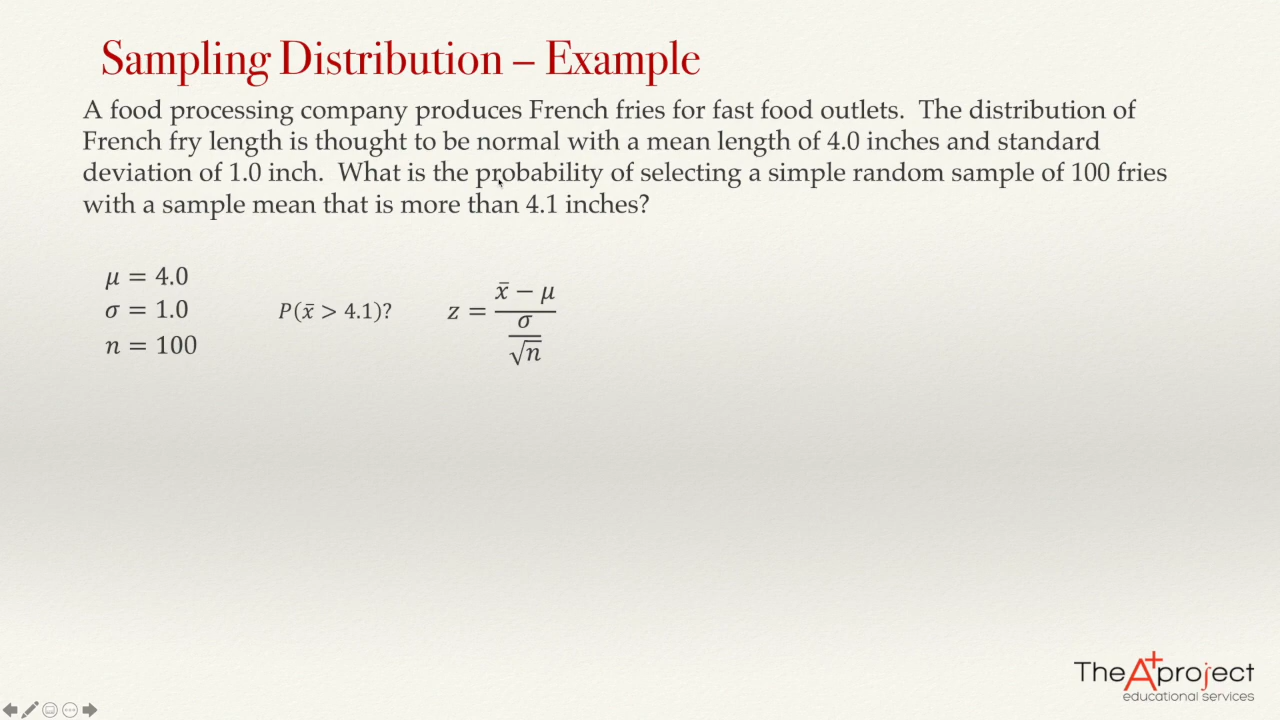 Sampling Distribution – Example
A food processing company produces French fries for fast food outlets.  The distribution of
French fry length is thought to be normal with a mean length of 4.0 inches and standard
deviation of 1.0 inch.  What is the probability of selecting a simple random sample of 100 fries
with a sample mean that is more than 4.1 inches?
μ = 4.0
σ = 1.0
n = 100
P(x̄ > 4.1)?
z = (x̄ − μ) / (σ / √n)
The A+ project
educational services